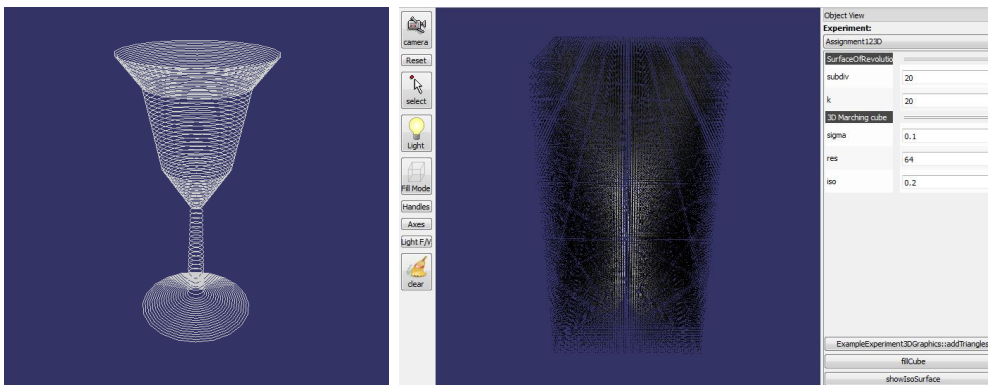 camera
Reset
select
Light
Fill Mode
Handles
Axes
Light F/V
clear
Object View
Experiment:
Assignment123D
SurfaceOfRevolutio
subdiv 20
k 20
3D Marching cube
sigma 0.1
res 64
iso 0.2
ExampleExperiment3DGraphics::addTriangles
fillCube
showIsoSurface